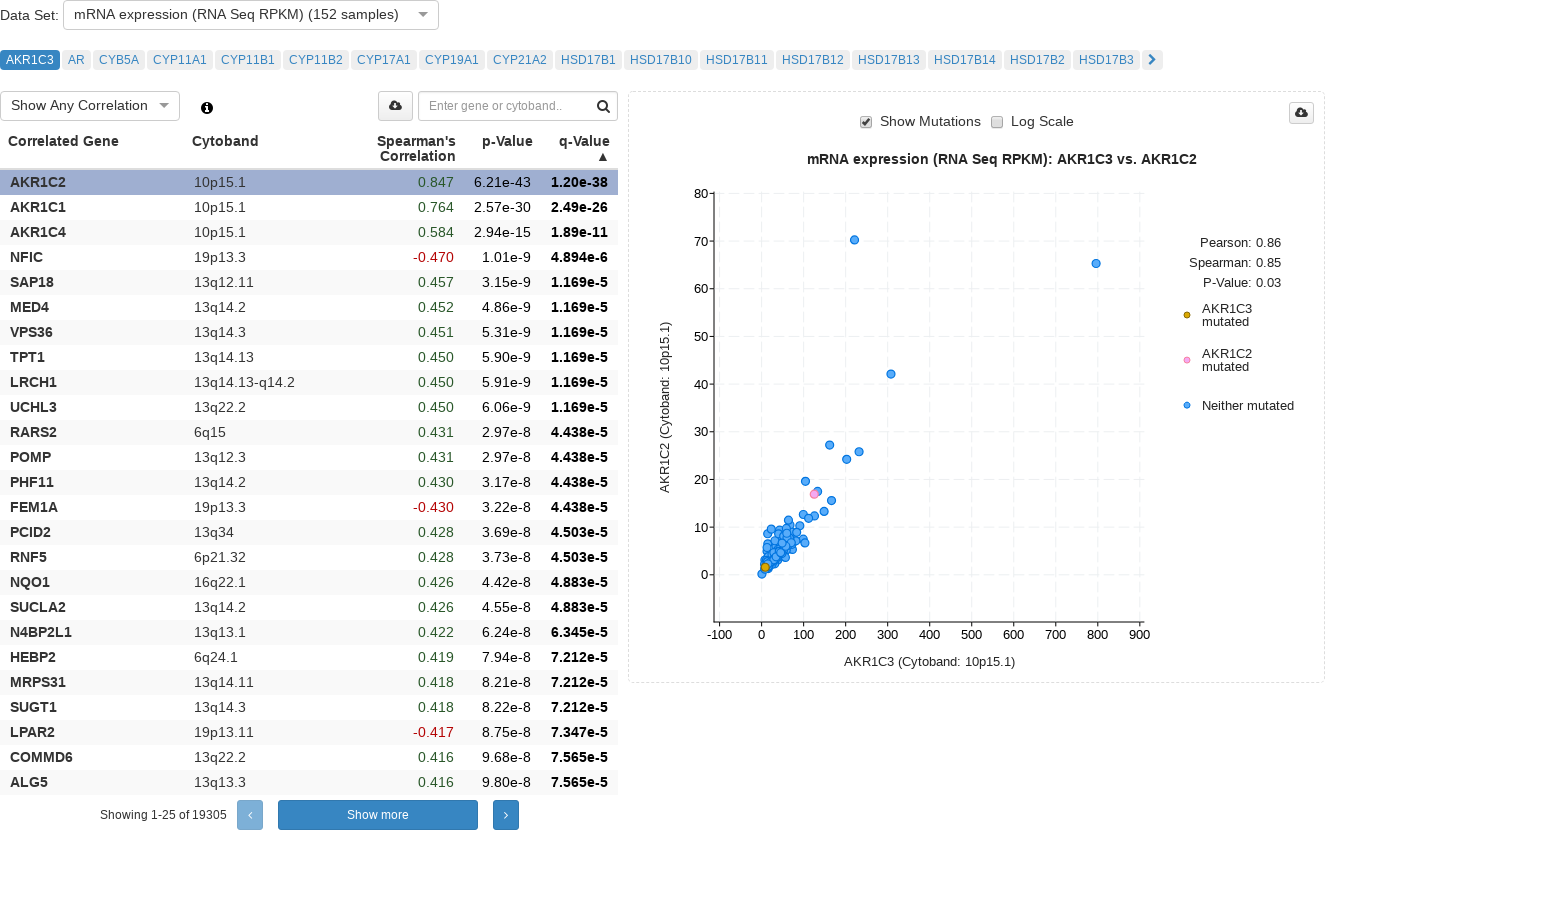 Data Set: mRNA expression (RNA Seq RPKM) (152 samples)
AKR1C3 AR CYB5A CYP11A1 CYP11B1 CYP11B2 CYP17A1 CYP19A1 CYP21A2 HSD17B1 HSD17B10 HSD17B11 HSD17B12 HSD17B13 HSD17B14 HSD17B2 HSD17B3
Show Any Correlation
Enter gene or cytoband..
Correlated Gene Cytoband Spearman's Correlation p-Value q-Value ▲
AKR1C2 10p15.1 0.847 6.21e-43 1.20e-38
AKR1C1 10p15.1 0.764 2.57e-30 2.49e-26
AKR1C4 10p15.1 0.584 2.94e-15 1.89e-11
NFIC 19p13.3 -0.470 1.01e-9 4.894e-6
SAP18 13q12.11 0.457 3.15e-9 1.169e-5
MED4 13q14.2 0.452 4.86e-9 1.169e-5
VPS36 13q14.3 0.451 5.31e-9 1.169e-5
TPT1 13q14.13 0.450 5.90e-9 1.169e-5
LRCH1 13q14.13-q14.2 0.450 5.91e-9 1.169e-5
UCHL3 13q22.2 0.450 6.06e-9 1.169e-5
RARS2 6q15 0.431 2.97e-8 4.438e-5
POMP 13q12.3 0.431 2.97e-8 4.438e-5
PHF11 13q14.2 0.430 3.17e-8 4.438e-5
FEM1A 19p13.3 -0.430 3.22e-8 4.438e-5
PCID2 13q34 0.428 3.69e-8 4.503e-5
RNF5 6p21.32 0.428 3.73e-8 4.503e-5
NQO1 16q22.1 0.426 4.42e-8 4.883e-5
SUCLA2 13q14.2 0.426 4.55e-8 4.883e-5
N4BP2L1 13q13.1 0.422 6.24e-8 6.345e-5
HEBP2 6q24.1 0.419 7.94e-8 7.212e-5
MRPS31 13q14.11 0.418 8.21e-8 7.212e-5
SUGT1 13q14.3 0.418 8.22e-8 7.212e-5
LPAR2 19p13.11 -0.417 8.75e-8 7.347e-5
COMMD6 13q22.2 0.416 9.68e-8 7.565e-5
ALG5 13q13.3 0.416 9.80e-8 7.565e-5
Showing 1-25 of 19305
Show more
Show Mutations Log Scale
mRNA expression (RNA Seq RPKM): AKR1C3 vs. AKR1C2
80
70
60
50
40
30
20
10
0
AKR1C2 (Cytoband: 10p15.1)
-100 0 100 200 300 400 500 600 700 800 900
AKR1C3 (Cytoband: 10p15.1)
Pearson: 0.86
Spearman: 0.85
P-Value: 0.03
AKR1C3
mutated
AKR1C2
mutated
Neither mutated